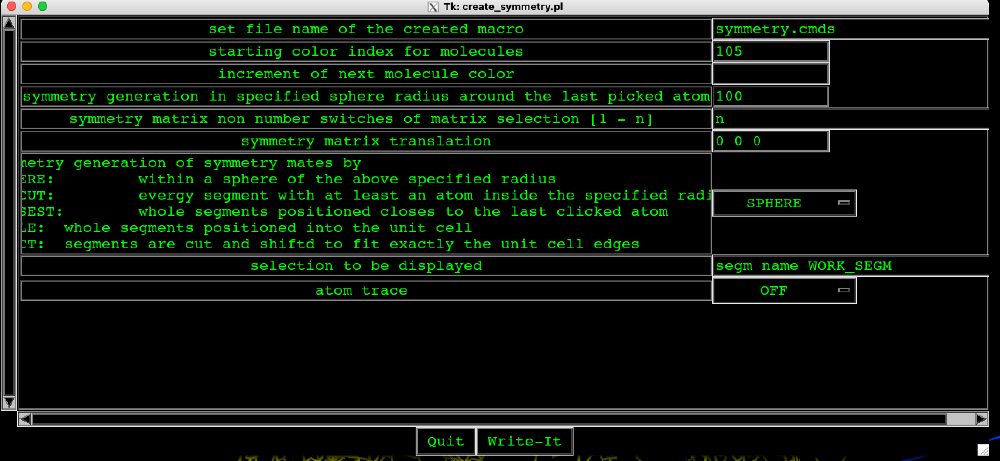 Tk: create_symmetry.pl
set file name of the created macro symmetry.cmds
starting color index for molecules 105
increment of next molecule color
symmetry generation in specified sphere radius around the last picked atom 100
symmetry matrix non number switches of matrix selection [1 - n] n
symmetry matrix translation 0 0 0
metry generation of symmetry mates by
ERE: within a sphere of the above specified radius
CUT: evergy segment with at least an atom inside the specified radi
SEST: whole segments positioned closes to the last clicked atom
LE: whole segments positioned into the unit cell
CT: segments are cut and shiftd to fit exactly the unit cell edges
SPHERE
selection to be displayed segm name WORK_SEGM
atom trace OFF
Quit Write-It